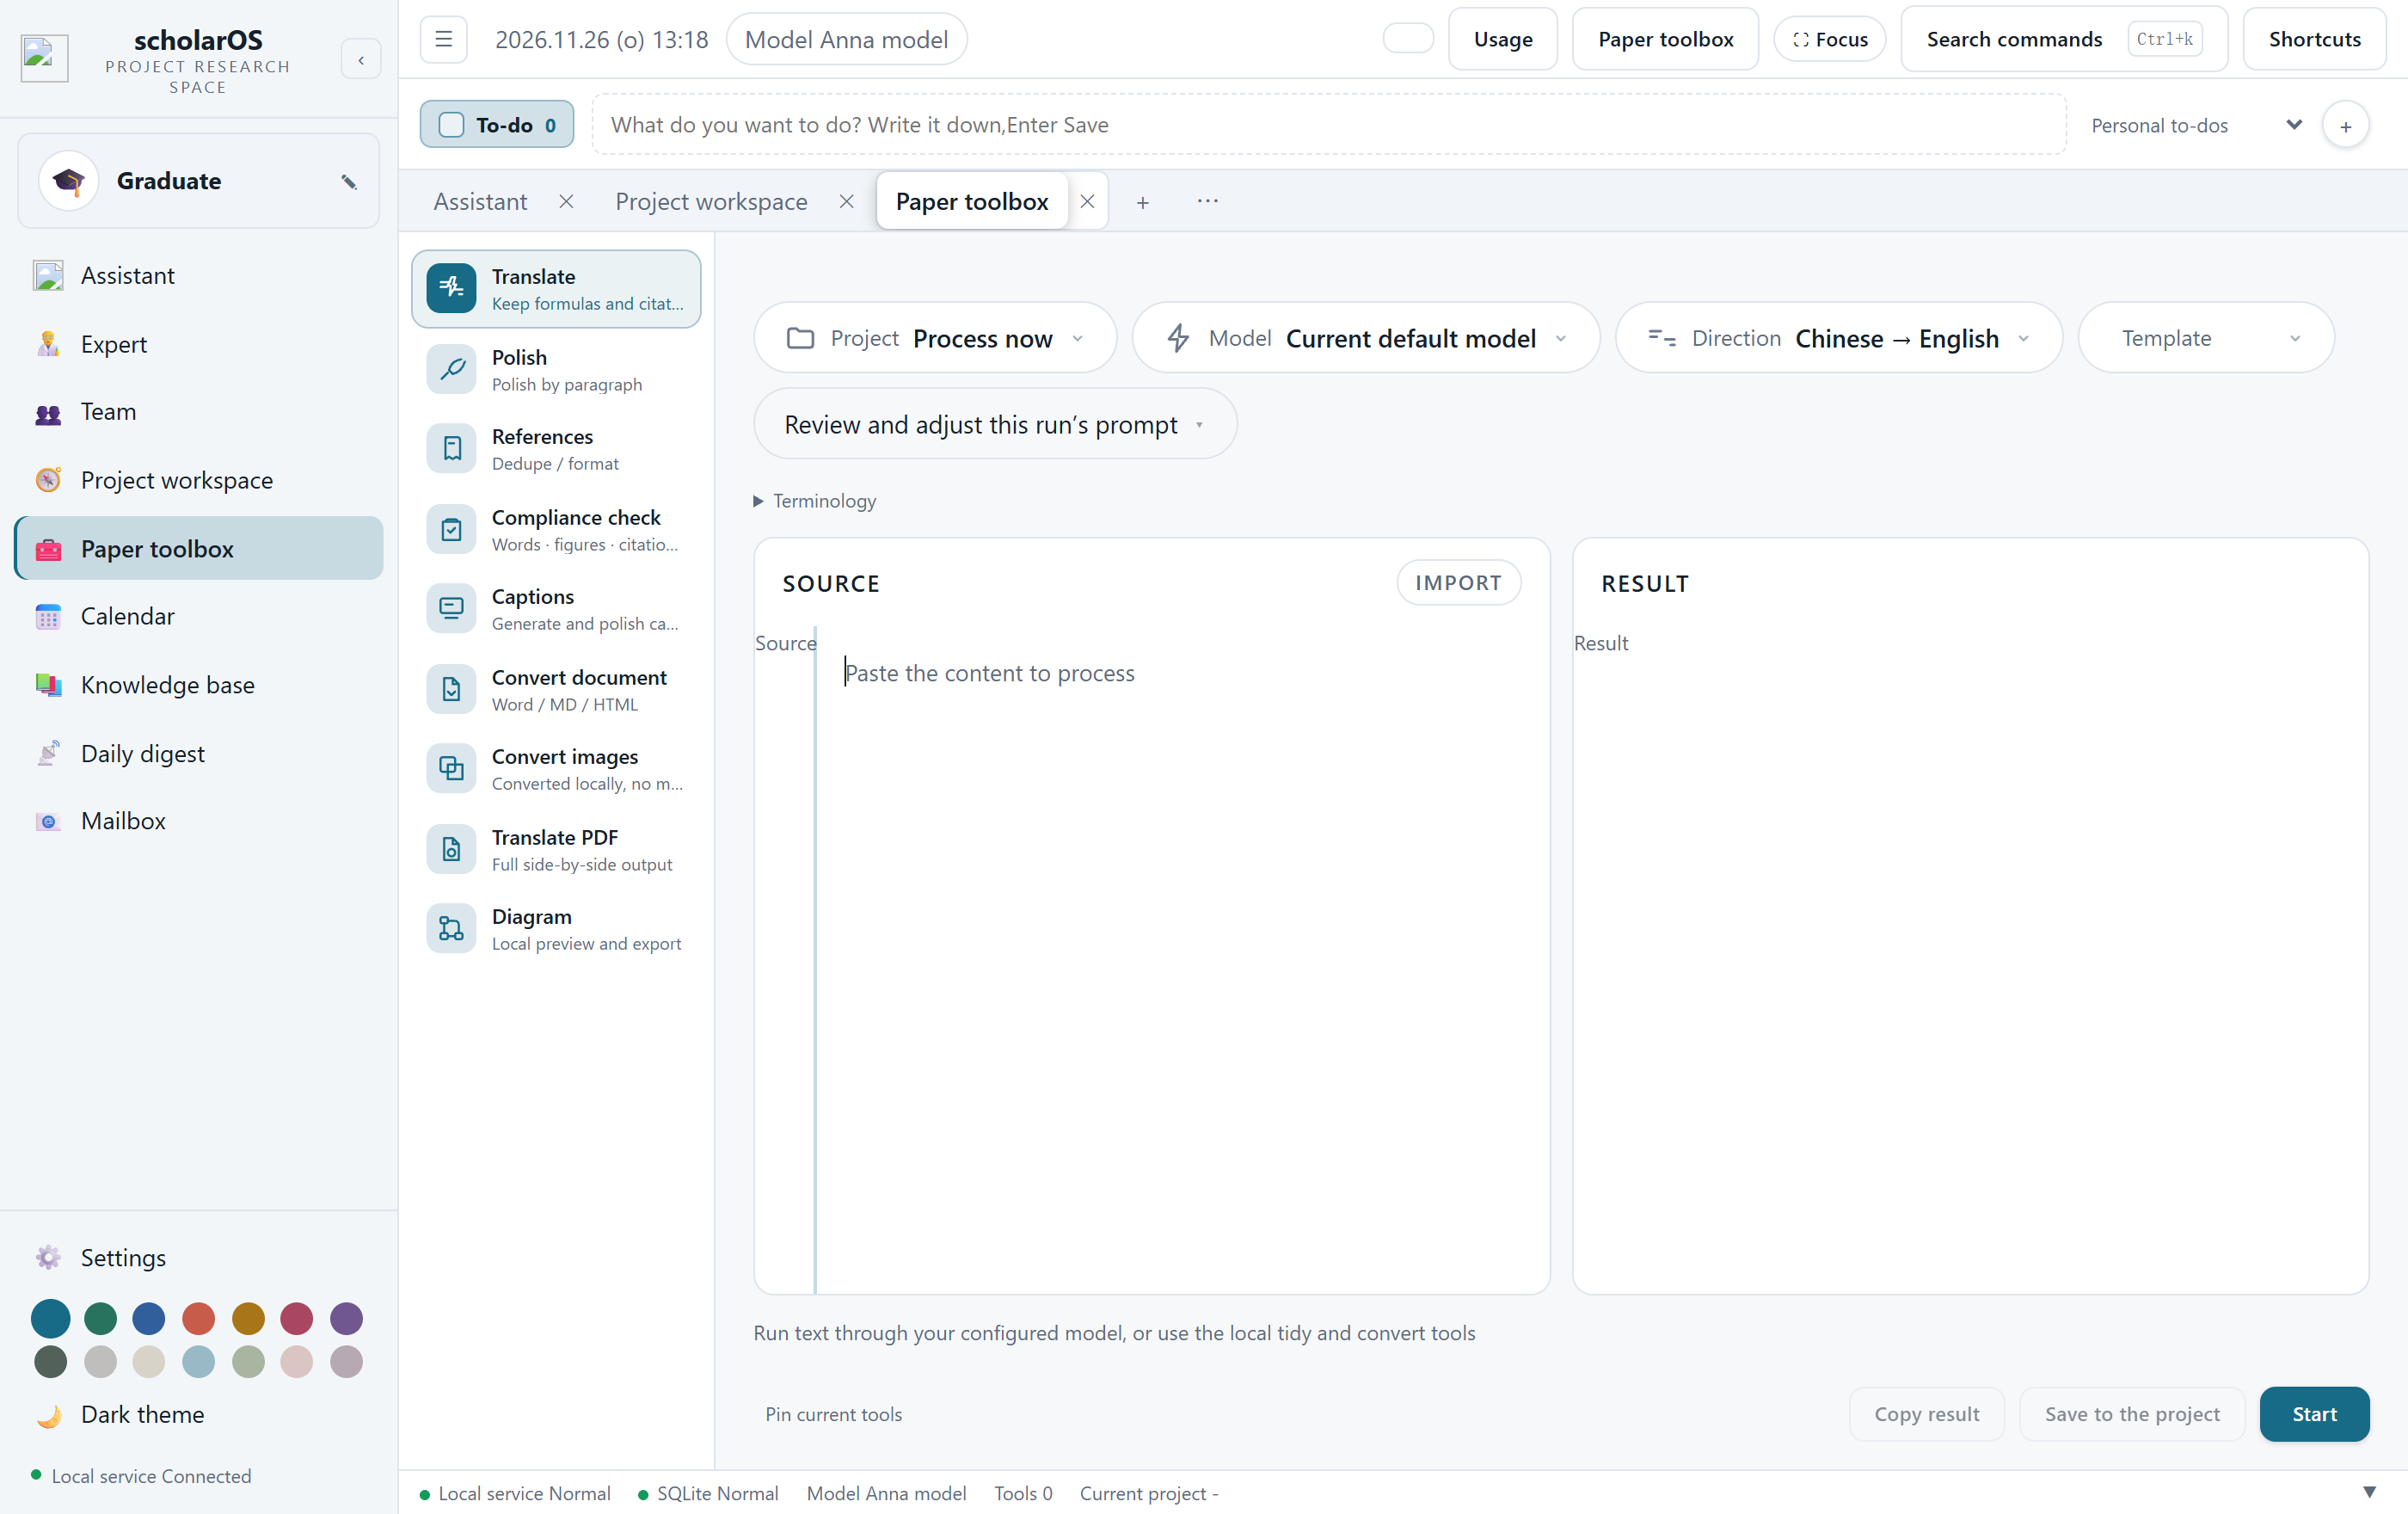 scholarOS
PROJECT RESEARCH
SPACE
‹
Graduate
Assistant
Expert
Team
Project workspace
Paper toolbox
Calendar
Knowledge base
Daily digest
Mailbox
Settings
Dark theme
Local service Connected
2026.11.26 (o) 13:18
Model Anna model
Usage
Paper toolbox
Focus
Search commands Ctrl+k
Shortcuts
To-do 0
What do you want to do? Write it down,Enter Save
Personal to-dos
+
Assistant
Project workspace
Paper toolbox
+
···
Translate
Keep formulas and citat...
Polish
Polish by paragraph
References
Dedupe / format
Compliance check
Words · figures · citatio...
Captions
Generate and polish ca...
Convert document
Word / MD / HTML
Convert images
Converted locally, no m...
Translate PDF
Full side-by-side output
Diagram
Local preview and export
Project Process now
Model Current default model
Direction Chinese → English
Template
Review and adjust this run’s prompt
Terminology
SOURCE
IMPORT
Source
Paste the content to process
RESULT
Result
Run text through your configured model, or use the local tidy and convert tools
Pin current tools
Copy result
Save to the project
Start
Local service Normal
SQLite Normal
Model Anna model
Tools 0
Current project -